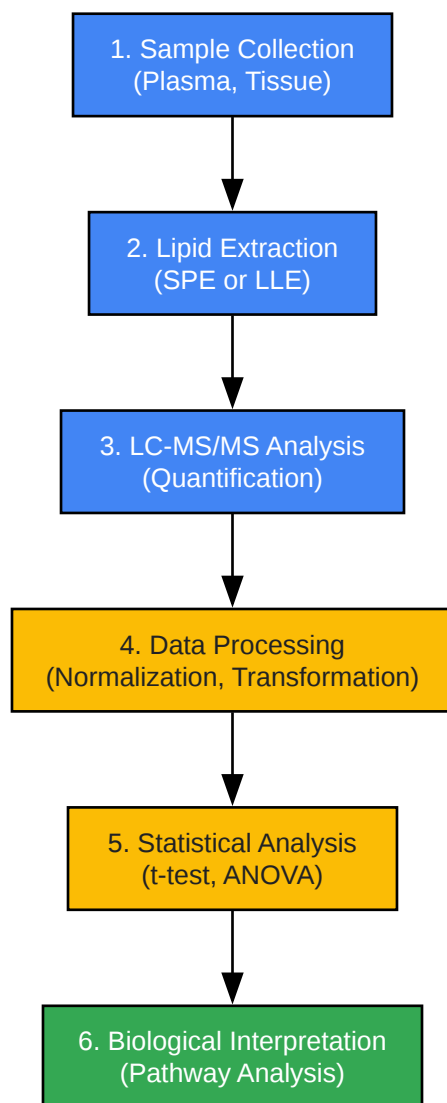 1. Sample Collection
(Plasma, Tissue)
2. Lipid Extraction
(SPE or LLE)
3. LC-MS/MS Analysis
(Quantification)
4. Data Processing
(Normalization, Transformation)
5. Statistical Analysis
(t-test, ANOVA)
6. Biological Interpretation
(Pathway Analysis)